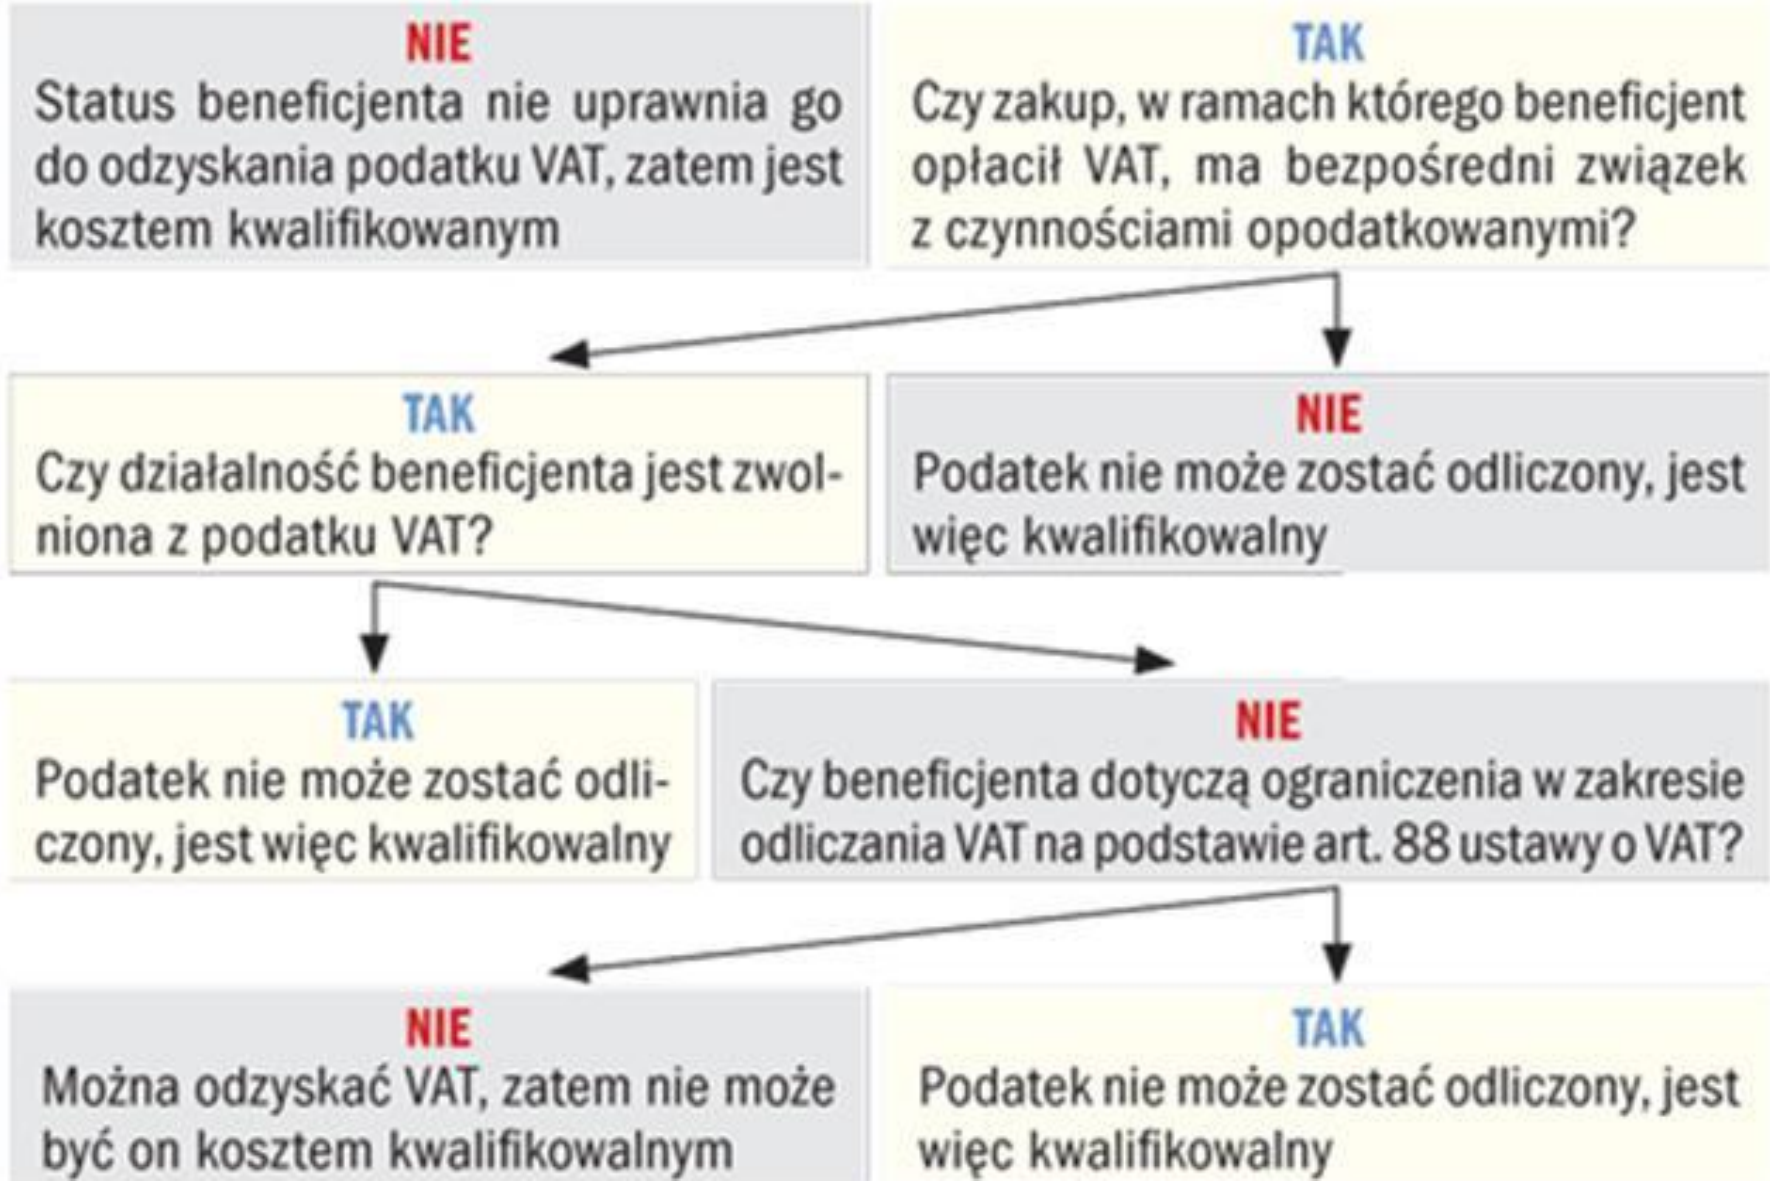 NIE
Status beneficjenta nie uprawnia go
do odzyskania podatku VAT, zatem jest
kosztem kwalifikowanym
TAK
Czy zakup, w ramach którego beneficjent
opłacił VAT, ma bezpośredni związek
z czynnościami opodatkowanymi?
TAK
Czy działalność beneficjenta jest zwol-
niona z podatku VAT?
NIE
Podatek nie może zostać odliczony, jest
więc kwalifikowalny
TAK
Podatek nie może zostać odli-
czony, jest więc kwalifikowalny
NIE
Czy beneficjenta dotyczą ograniczenia w zakresie
odliczania VAT na podstawie art. 88 ustawy o VAT?
NIE
Można odzyskać VAT, zatem nie może
być on kosztem kwalifikowalnym
TAK
Podatek nie może zostać odliczony, jest
więc kwalifikowalny